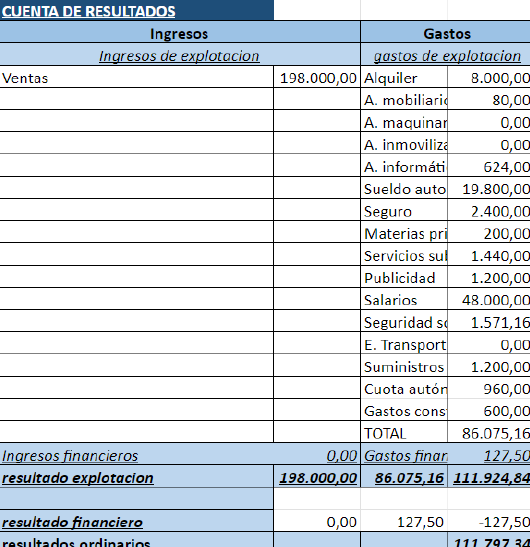 CUENTA DE RESULTADOS
Ingresos Gastos
Ingresos de explotacion gastos de explotacion
Ventas 198.000,00 Alquiler 8.000,00
A. mobiliario 80,00
A. maquinar 0,00
A. inmoviliza 0,00
A. informáti 624,00
Sueldo auto 19.800,00
Seguro 2.400,00
Materias pri 200,00
Servicios sul 1.440,00
Publicidad 1.200,00
Salarios 48.000,00
Seguridad so 1.571,16
E. Transport 0,00
Suministros 1.200,00
Cuota autón 960,00
Gastos cons 600,00
TOTAL 86.075,16
Ingresos financieros 0,00 Gastos finan 127,50
resultado explotacion 198.000,00 86.075,16 111.924,84
resultado financiero 0,00 127,50 -127,50
resultados ordinarios 111.797,34